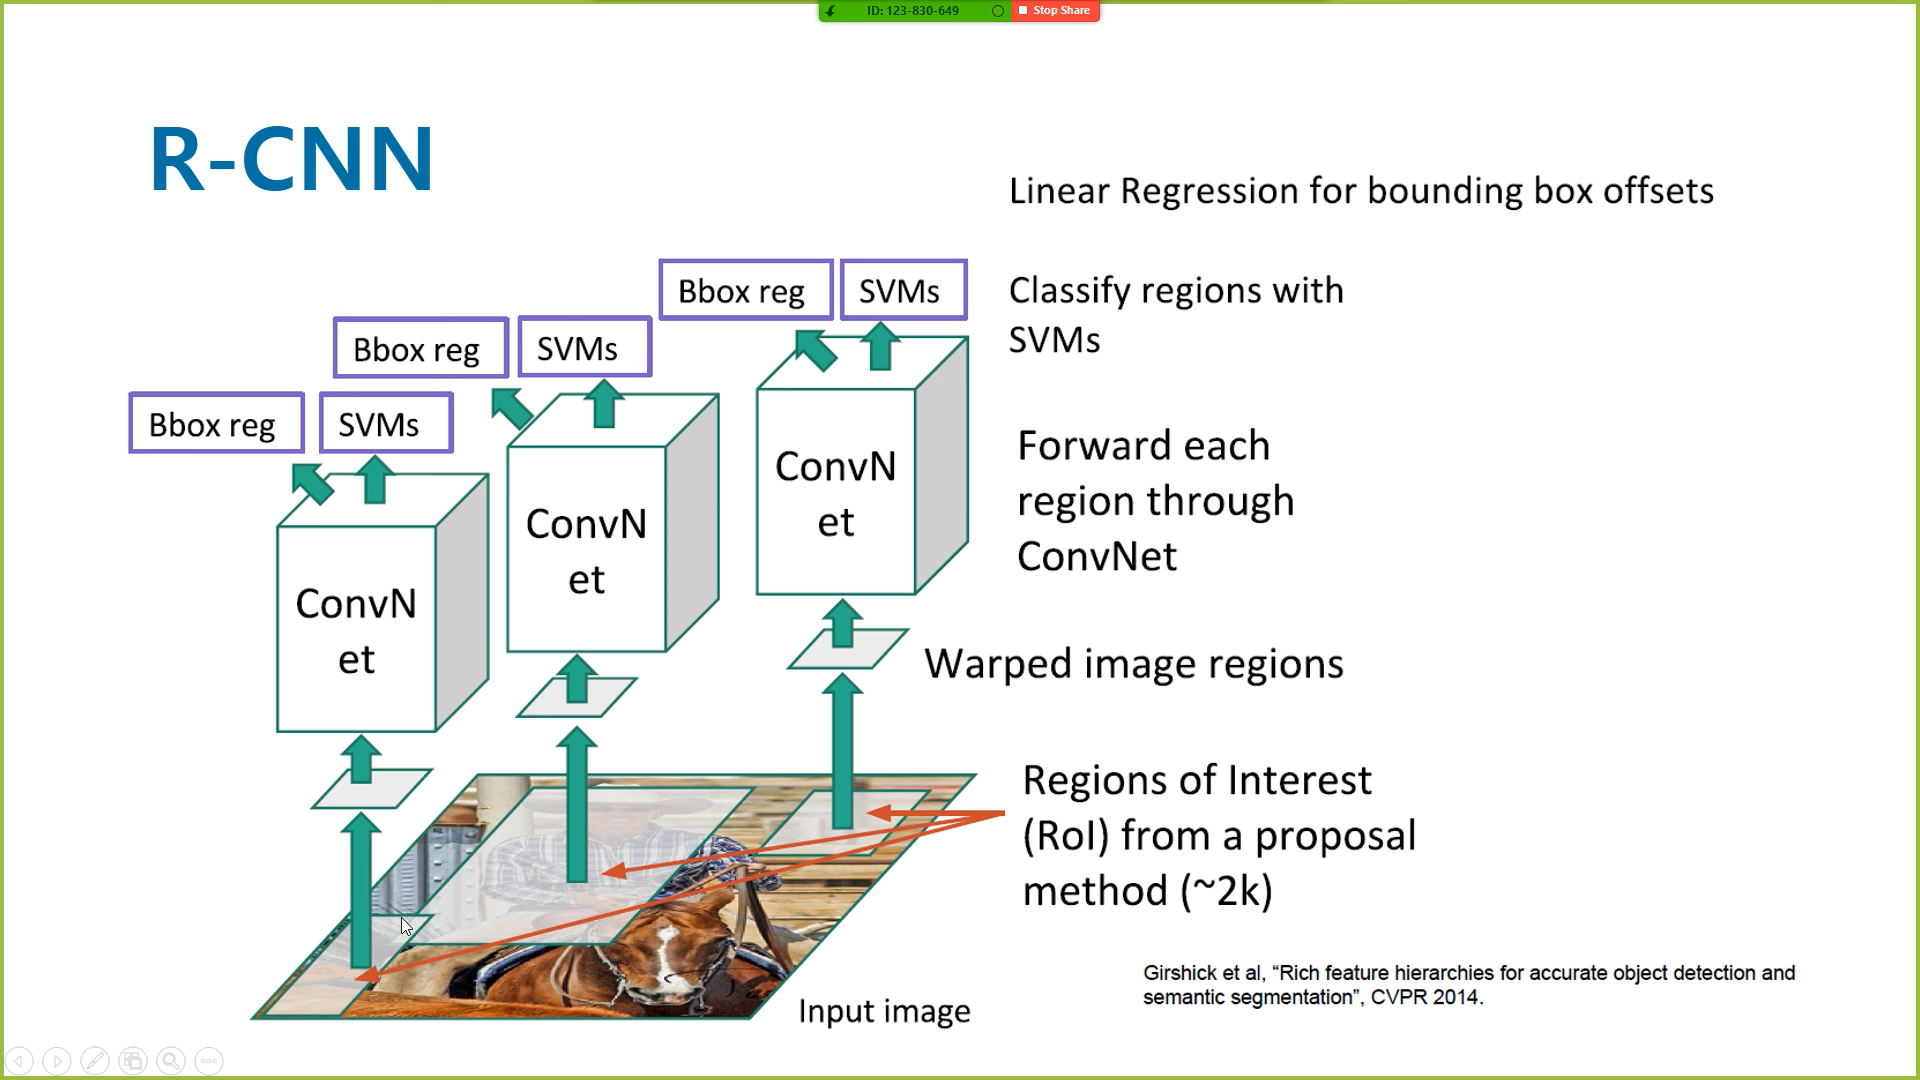 ID: 123-830-649
Stop Share
R-CNN
Linear Regression for bounding box offsets
Bbox reg
SVMs
Classify regions with
SVMs
Bbox reg
SVMs
Bbox reg
SVMs
ConvN
et
ConvN
et
ConvN
et
Forward each
region through
ConvNet
Warped image regions
Regions of Interest
(RoI) from a proposal
method (~2k)
Input image
Girshick et al, “Rich feature hierarchies for accurate object detection and
semantic segmentation”, CVPR 2014.